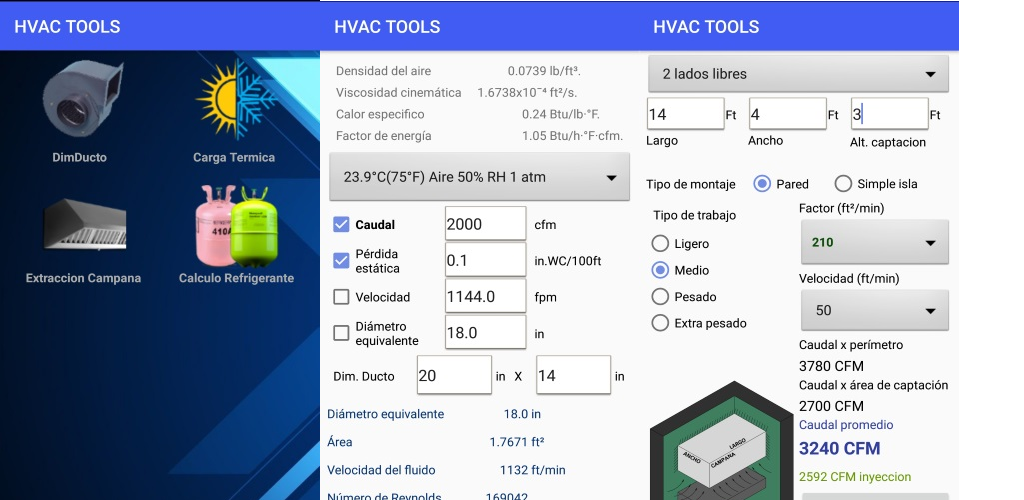 HVAC TOOLS
DimDucto
Carga Termica
410A
Extraccion Campana
Calculo Refrigerante
HVAC TOOLS
Densidad del aire 0.0739 lb/ft³.
Viscosidad cinemática 1.6738x10⁻⁴ ft²/s.
Calor especifico 0.24 Btu/lb·°F.
Factor de energía 1.05 Btu/h·°F·cfm.
23.9°C(75°F) Aire 50% RH 1 atm
Caudal 2000 cfm
Pérdida estática 0.1 in.WC/100ft
Velocidad 1144.0 fpm
Diámetro equivalente 18.0 in
Dim. Ducto 20 in X 14 in
Diámetro equivalente 18.0 in
Área 1.7671 ft²
Velocidad del fluido 1132 ft/min
Número de Reynolds 169042
HVAC TOOLS
2 lados libres
14 Ft 4 Ft 3 Ft
Largo Ancho Alt. captacion
Tipo de montaje Pared Simple isla
Tipo de trabajo
Ligero
Medio
Pesado
Extra pesado
Factor (ft²/min)
210
Velocidad (ft/min)
50
Caudal x perímetro
3780 CFM
Caudal x área de captación
2700 CFM
Caudal promedio
3240 CFM
2592 CFM inyeccion
ANCHO
LARGO
CAMPANA